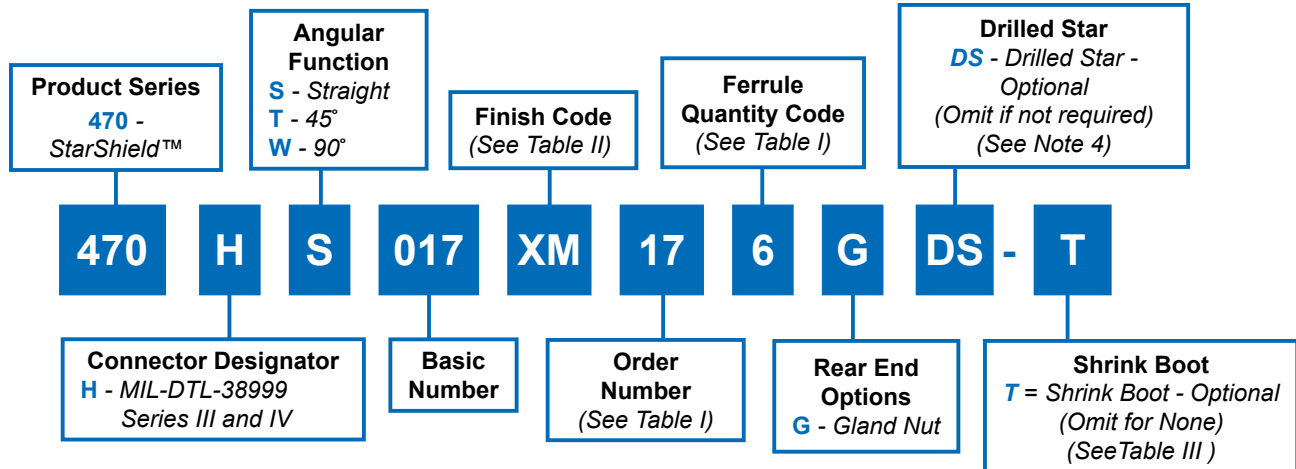 Product Series
470 -
StarShield™
Angular
Function
S - Straight
T - 45°
W - 90°
Finish Code
(See Table II)
Ferrule
Quantity Code
(See Table I)
Drilled Star
DS - Drilled Star -
Optional
(Omit if not required)
(See Note 4)
470 H S 017 XM 17 6 G DS - T
Connector Designator
H - MIL-DTL-38999
Series III and IV
Basic
Number
Order
Number
(See Table I)
Rear End
Options
G - Gland Nut
Shrink Boot
T = Shrink Boot - Optional
(Omit for None)
(SeeTable III )